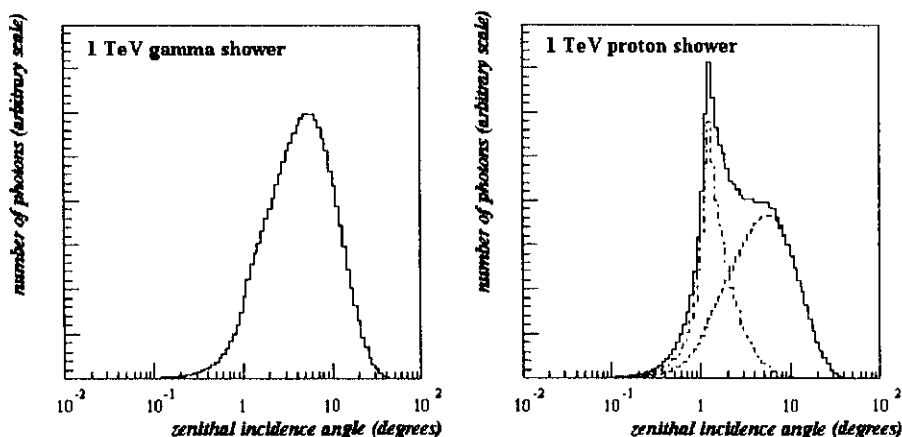 1 TeV gamma shower
number of photons (arbitrary scale)
10^-2 10^-1 1 10 10^2
zenithal incidence angle (degrees)
1 TeV proton shower
number of photons (arbitrary scale)
10^-2 10^-1 1 10 10^2
zenithal incidence angle (degrees)